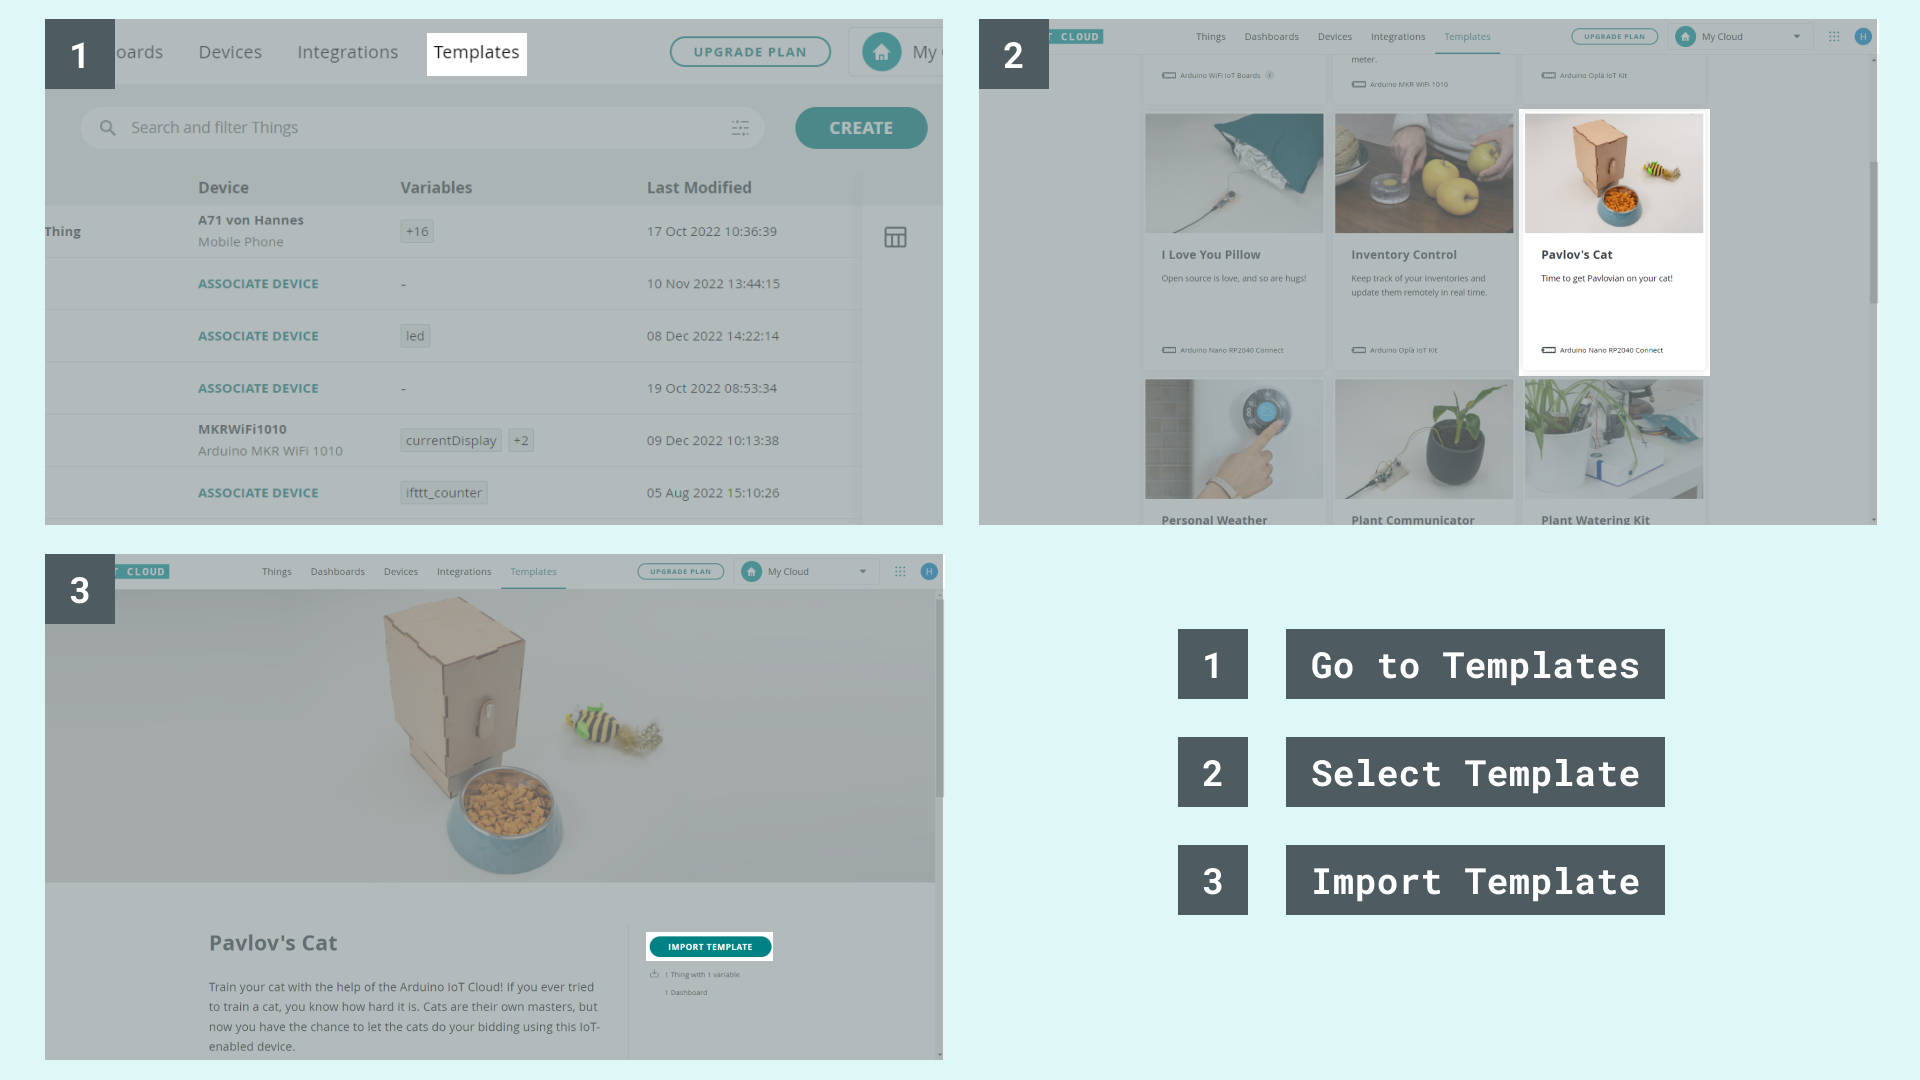 1
oards
Devices
Integrations
Templates
UPGRADE PLAN
My
Search and filter Things
CREATE
Device
Variables
Last Modified
Thing
A71 von Hannes
Mobile Phone
+16
17 Oct 2022 10:36:39
ASSOCIATE DEVICE
-
10 Nov 2022 13:44:15
ASSOCIATE DEVICE
led
08 Dec 2022 14:22:14
ASSOCIATE DEVICE
-
19 Oct 2022 08:53:34
MKRWiFi1010
Arduino MKR WiFi 1010
currentDisplay
+2
09 Dec 2022 10:13:38
ASSOCIATE DEVICE
ifttt_counter
05 Aug 2022 15:10:26
2
T CLOUD
Things
Dashboards
Devices
Integrations
Templates
UPGRADE PLAN
My Cloud
H
meter.
Arduino WiFi IoT Boards
Arduino MKR WiFi 1010
Arduino Oplà IoT Kit
I Love You Pillow
Open source is love, and so are hugs!
Arduino Nano RP2040 Connect
Inventory Control
Keep track of your inventories and
update them remotely in real time.
Arduino Oplà IoT Kit
Pavlov's Cat
Time to get Pavlovian on your cat!
Arduino Nano RP2040 Connect
Personal Weather
Plant Communicator
Plant Watering Kit
3
T CLOUD
Things
Dashboards
Devices
Integrations
Templates
UPGRADE PLAN
My Cloud
H
Pavlov's Cat
Train your cat with the help of the Arduino IoT Cloud! If you ever tried
to train a cat, you know how hard it is. Cats are their own masters, but
now you have the chance to let the cats do your bidding using this IoT-
enabled device.
IMPORT TEMPLATE
1 Thing with 1 variable
1 Dashboard
1
Go to Templates
2
Select Template
3
Import Template